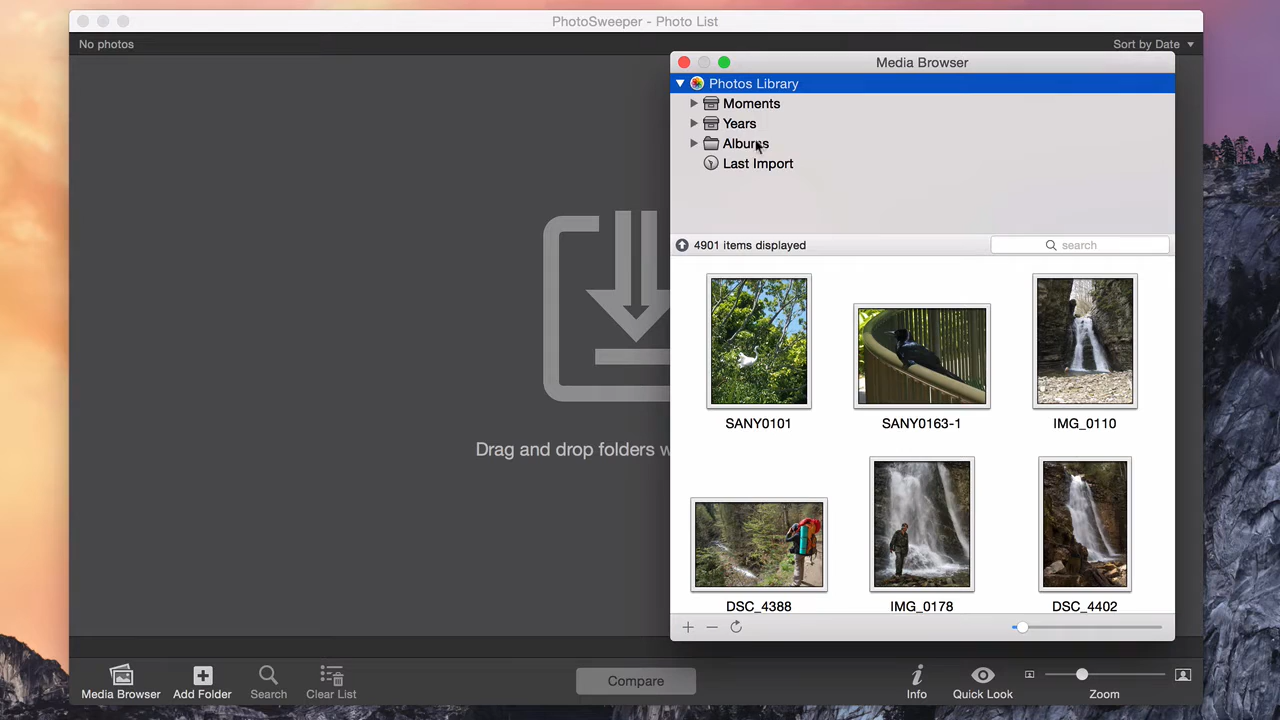 PhotoSweeper - Photo List
No photos
Sort by Date
Media Browser
Photos Library
Moments
Years
Albums
Last Import
4901 items displayed
search
SANY0101
SANY0163-1
IMG_0110
Drag and drop folders w
DSC_4388
IMG_0178
DSC_4402
Media Browser
Add Folder
Search
Clear List
Compare
Info
Quick Look
Zoom